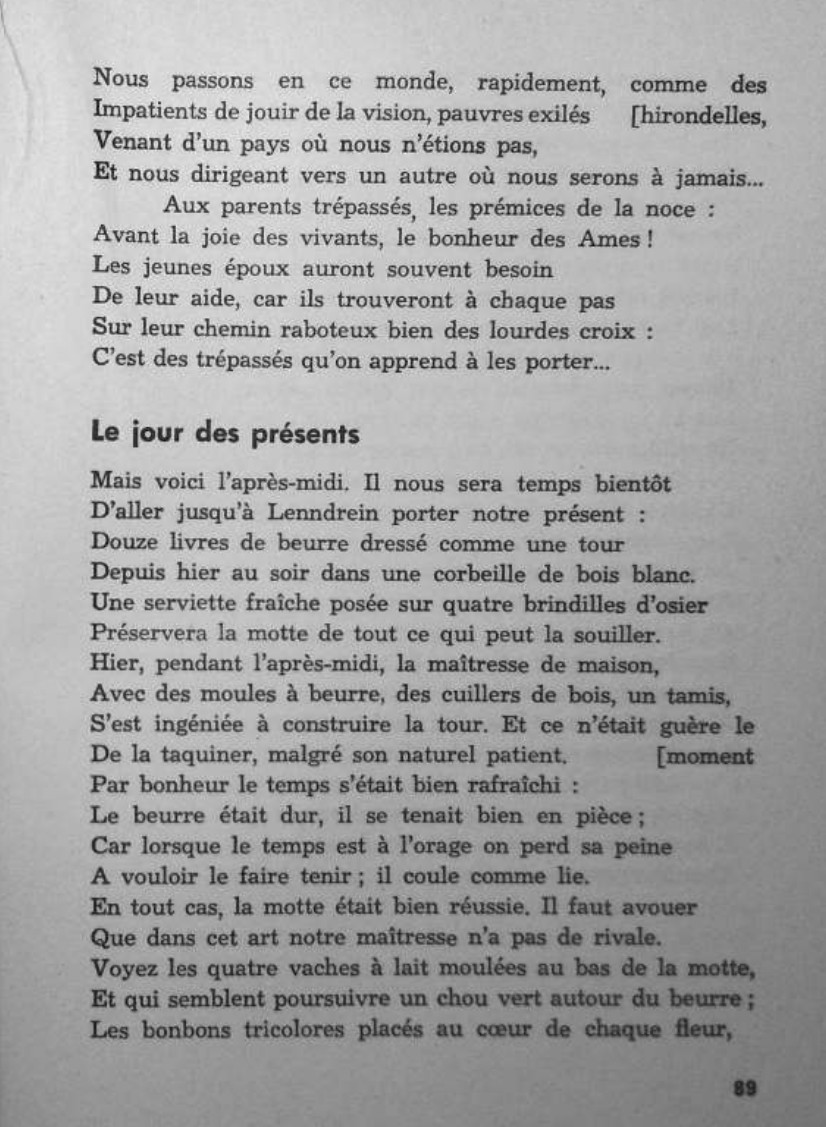 Nous passons en ce monde, rapidement, comme des
Impatients de jouir de la vision, pauvres exilés [hirondelles,
Venant d'un pays où nous n'étions pas,
Et nous dirigeant vers un autre où nous serons à jamais...
Aux parents trépassés, les prémices de la noce :
Avant la joie des vivants, le bonheur des Ames !
Les jeunes époux auront souvent besoin
De leur aide, car ils trouveront à chaque pas
Sur leur chemin raboteux bien des lourdes croix :
C'est des trépassés qu'on apprend à les porter...
Le jour des présents
Mais voici l'après-midi. Il nous sera temps bientôt
D'aller jusqu'à Lenndrein porter notre présent :
Douze livres de beurre dressé comme une tour
Depuis hier au soir dans une corbeille de bois blanc.
Une serviette fraîche posée sur quatre brindilles d'osier
Préservera la motte de tout ce qui peut la souiller.
Hier, pendant l'après-midi, la maîtresse de maison,
Avec des moules à beurre, des cuillers de bois, un tamis,
S'est ingéniée à construire la tour. Et ce n'était guère le
De la taquiner, malgré son naturel patient. [moment
Par bonheur le temps s'était bien rafraîchi :
Le beurre était dur, il se tenait bien en pièce ;
Car lorsque le temps est à l'orage on perd sa peine
A vouloir le faire tenir ; il coule comme lie.
En tout cas, la motte était bien réussie. Il faut avouer
Que dans cet art notre maîtresse n'a pas de rivale.
Voyez les quatre vaches à lait moulées au bas de la motte,
Et qui semblent poursuivre un chou vert autour du beurre ;
Les bonbons tricolores placés au cœur de chaque fleur,
89